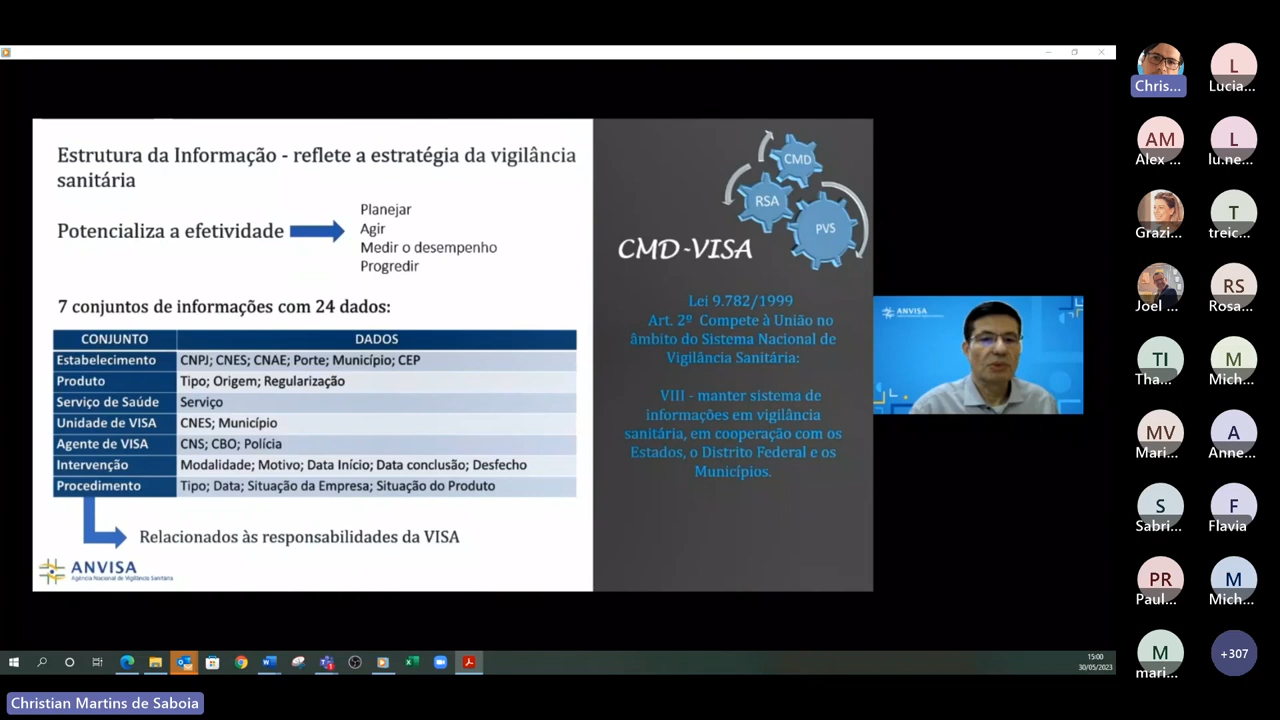 Estrutura da Informação - reflete a estratégia da vigilância
sanitária
Potencializa a efetividade
Planejar
Agir
Medir o desempenho
Progredir
7 conjuntos de informações com 24 dados:
CONJUNTO DADOS
Estabelecimento CNPJ; CNES; CNAE; Porte; Município; CEP
Produto Tipo; Origem; Regularização
Serviço de Saúde Serviço
Unidade de VISA CNES; Município
Agente de VISA CNS; CBO; Polícia
Intervenção Modalidade; Motivo; Data Início; Data conclusão; Desfecho
Procedimento Tipo; Data; Situação da Empresa; Situação do Produto
Relacionados às responsabilidades da VISA
ANVISA
Agência Nacional de Vigilância Sanitária
CMD
RSA
PVS
CMD-VISA
Lei 9.782/1999
Art. 2º Compete à União no
âmbito do Sistema Nacional de
Vigilância Sanitária:
VIII - manter sistema de
informações em vigilância
sanitária, em cooperação com os
Estados, o Distrito Federal e os
Municípios.
ANVISA
Chris...
L
Lucia...
AM
Alex ...
L
lu.ne...
Grazi...
T
treic...
Joel ...
RS
Rosa...
TI
Tha...
M
Mich...
MV
Mari...
A
Anne...
S
Sabri...
F
Flavia
PR
Paul...
M
Mich...
M
mari...
+307
15:00
30/05/2023
Christian Martins de Saboia